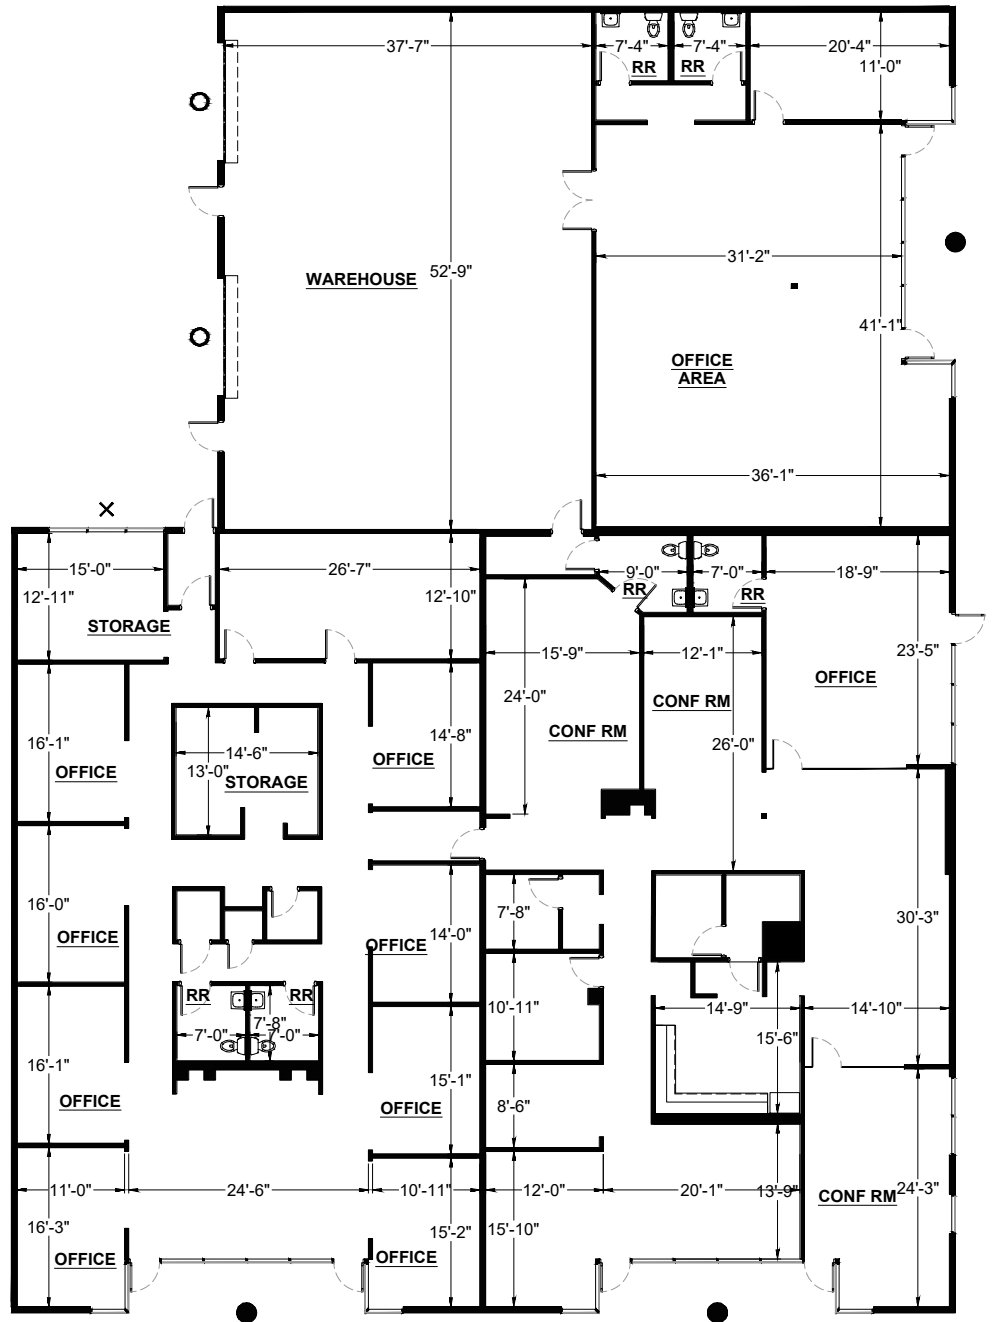 37'-7"
7'-4"
7'-4"
20'-4"
RR
RR
11'-0"
WAREHOUSE
52'-9"
31'-2"
41'-1"
OFFICE
AREA
36'-1"
15'-0"
26'-7"
9'-0"
7'-0"
18'-9"
12'-11"
12'-10"
RR
RR
STORAGE
15'-9"
12'-1"
23'-5"
OFFICE
24'-0"
CONF RM
CONF RM
16'-1"
14'-8"
26'-0"
14'-6"
OFFICE
OFFICE
13'-0"
STORAGE
16'-0"
7'-8"
30'-3"
OFFICE
OFFICE
14'-0"
RR
RR
10'-11"
14'-9"
14'-10"
7'-8"
7'-0"
7'-0"
15'-6"
16'-1"
15'-1"
OFFICE
OFFICE
8'-6"
11'-0"
24'-6"
10'-11"
12'-0"
20'-1"
13'-9"
CONF RM
24'-3"
16'-3"
15'-2"
15'-10"
OFFICE
OFFICE